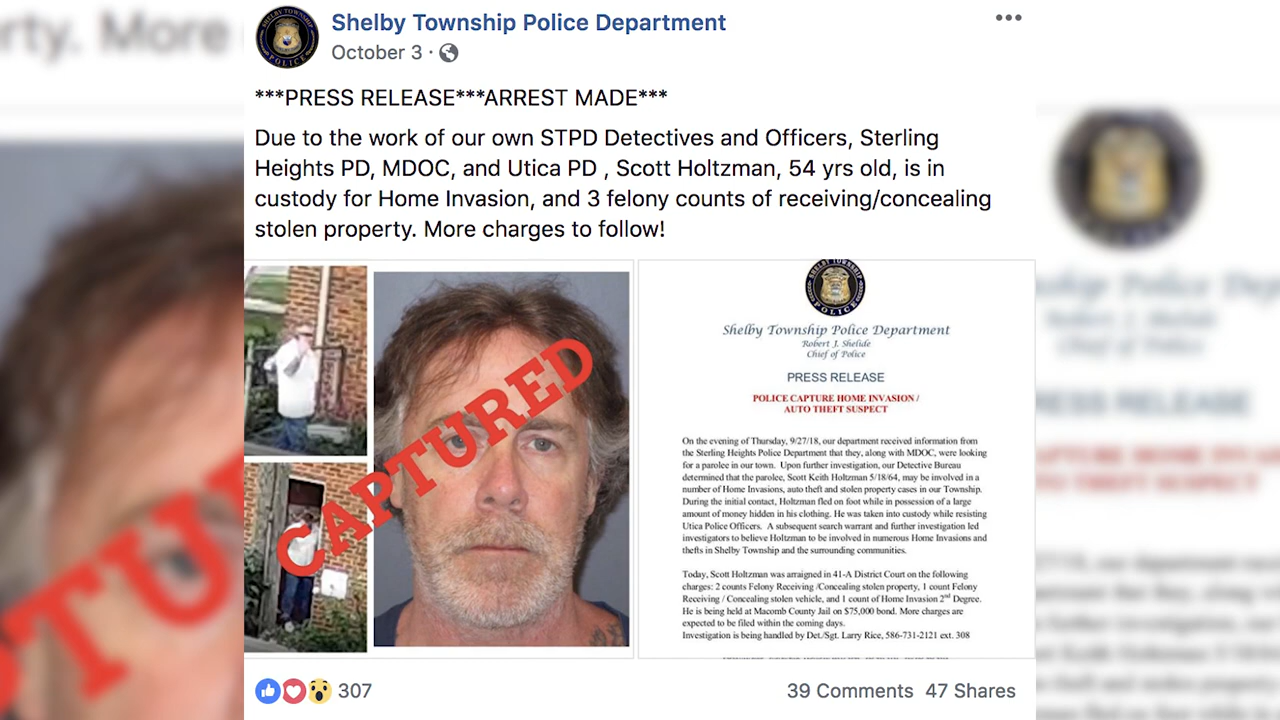 Shelby Township Police Department
October 3 ·
***PRESS RELEASE***ARREST MADE***
Due to the work of our own STPD Detectives and Officers, Sterling
Heights PD, MDOC, and Utica PD , Scott Holtzman, 54 yrs old, is in
custody for Home Invasion, and 3 felony counts of receiving/concealing
stolen property. More charges to follow!
CAPTURED
SHELBY TOWNSHIP
POLICE
Shelby Township Police Department
Robert J. Shelide
Chief of Police
PRESS RELEASE
POLICE CAPTURE HOME INVASION /
AUTO THEFT SUSPECT
On the evening of Thursday, 9/27/18, our department received information from
the Sterling Heights Police Department that they, along with MDOC, were looking
for a parolee in our town. Upon further investigation, our Detective Bureau
determined that the parolee, Scott Keith Holtzman 5/18/64, may be involved in a
number of Home Invasions, auto theft and stolen property cases in our Township.
During the initial contact, Holtzman fled on foot while in possession of a large
amount of money hidden in his clothing. He was taken into custody while resisting
Utica Police Officers. A subsequent search warrant and further investigation led
investigators to believe Holtzman to be involved in numerous Home Invasions and
thefts in Shelby Township and the surrounding communities.
Today, Scott Holtzman was arraigned in 41-A District Court on the following
charges: 2 counts Felony Receiving /Concealing stolen property, 1 count Felony
Receiving / Concealing stolen vehicle, and 1 count of Home Invasion 2nd Degree.
He is being held at Macomb County Jail on $75,000 bond. More charges are
expected to be filed within the coming days.
Investigation is being handled by Det./Sgt. Larry Rice, 586-731-2121 ext. 308
307
39 Comments 47 Shares